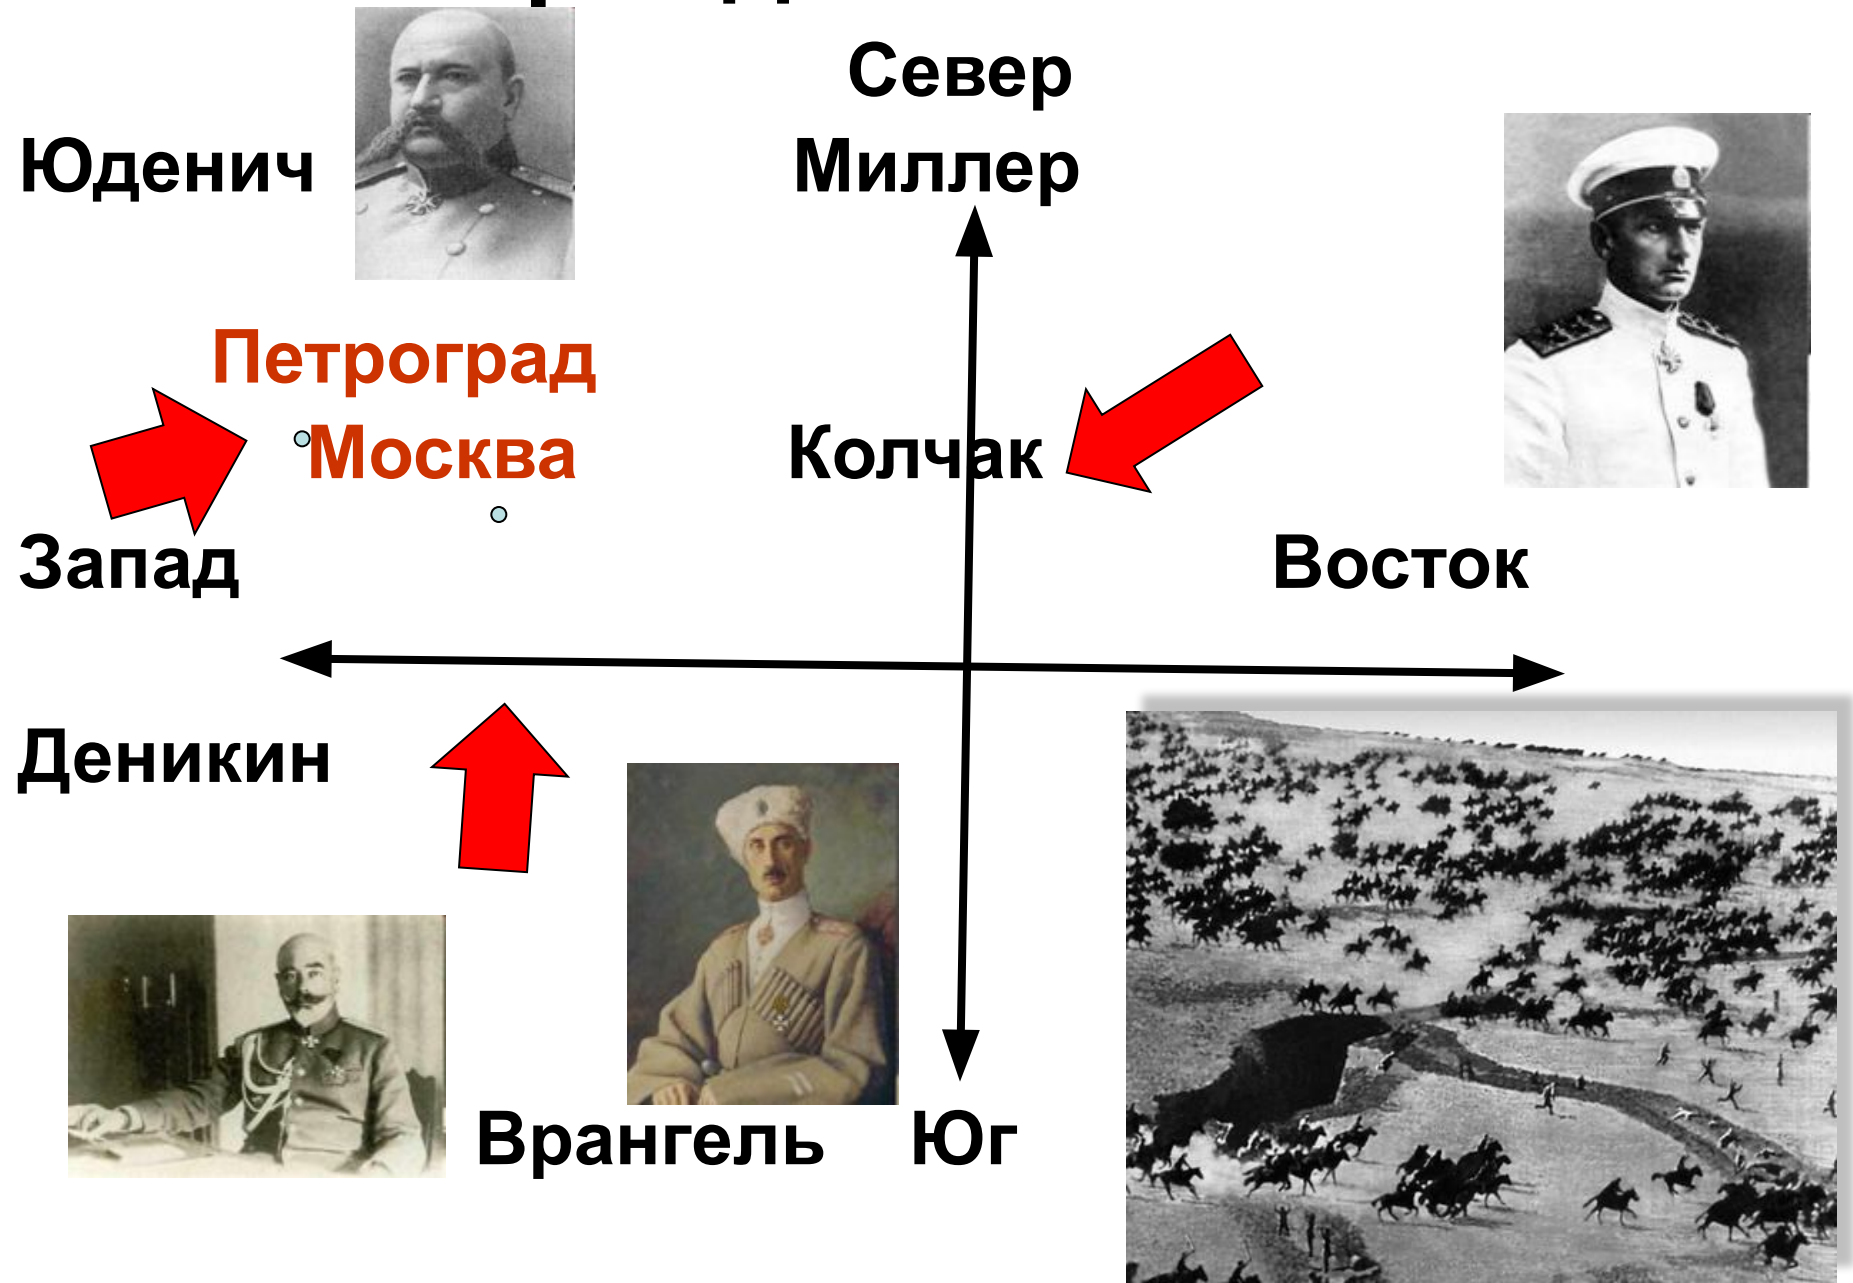 Север
Юденич Миллер
Петроград
Москва Колчак
Запад Восток
Деникин
Врангель Юг